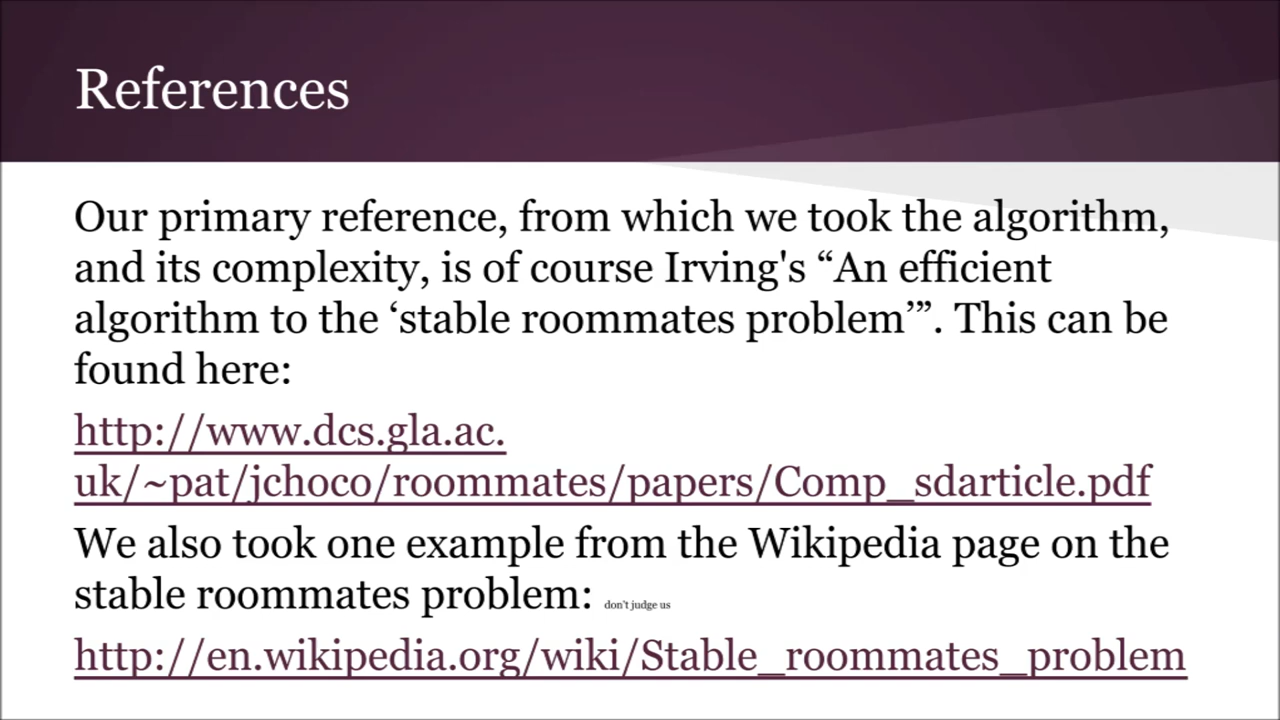 References
Our primary reference, from which we took the algorithm,
and its complexity, is of course Irving's “An efficient
algorithm to the ‘stable roommates problem’”. This can be
found here:
http://www.dcs.gla.ac.
uk/~pat/jchoco/roommates/papers/Comp_sdarticle.pdf
We also took one example from the Wikipedia page on the
stable roommates problem: don't judge us
http://en.wikipedia.org/wiki/Stable_roommates_problem